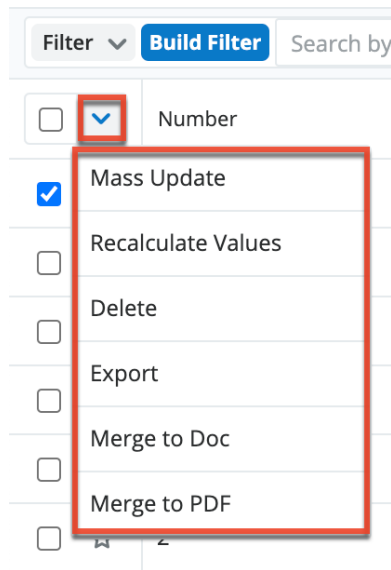 Filter Build Filter Search by
Number
Mass Update
Recalculate Values
Delete
Export
Merge to Doc
Merge to PDF
2